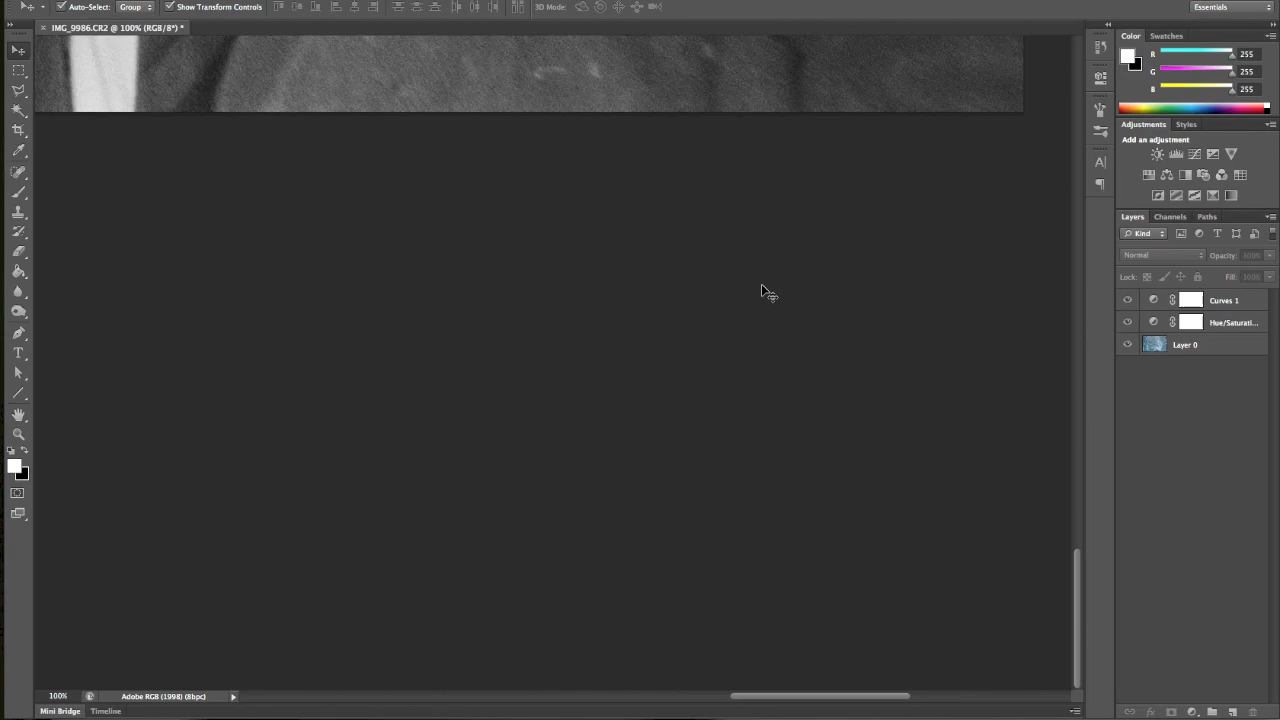 Auto-Select: Group Show Transform Controls 3D Mode: Essentials
IMG_9986.CR2 @ 100% (RGB/8*) *
Color Swatches
R 255
G 255
B 255
Adjustments Styles
Add an adjustment
Layers Channels Paths
Kind
Normal Opacity: 100%
Lock: Fill: 100%
Curves 1
Hue/Saturati...
Layer 0
100% Adobe RGB (1998) (8bpc)
Mini Bridge Timeline